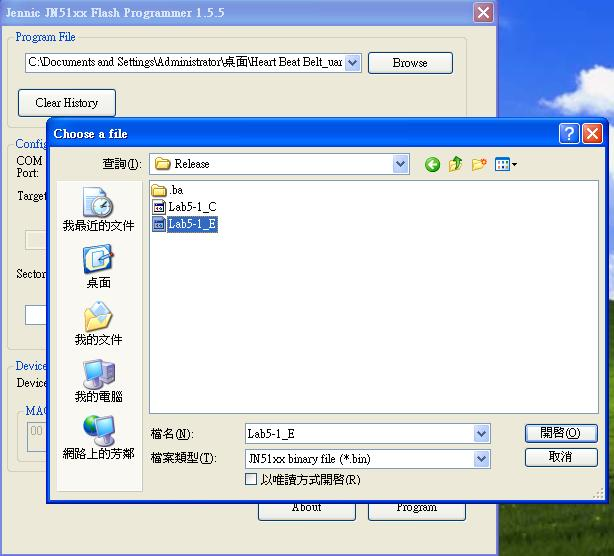 Jennic JN51xx Flash Programmer 1.5.5
Program File
C:\Documents and Settings\Administrator\桌面\Heart Beat Belt_uar
Browse
Clear History
Choose a file
Config
COM
Port:
Target
Sector
Device
Device
MAC
00
查詢(I):
Release
我最近的文件
桌面
我的文件
我的電腦
網路上的芳鄰
.ba
Lab5-1_C
Lab5-1_E
檔名(N):
Lab5-1_E
開啓(O)
檔案類型(T):
JN51xx binary file (*.bin)
取消
以唯讀方式開啓(R)
About
Program